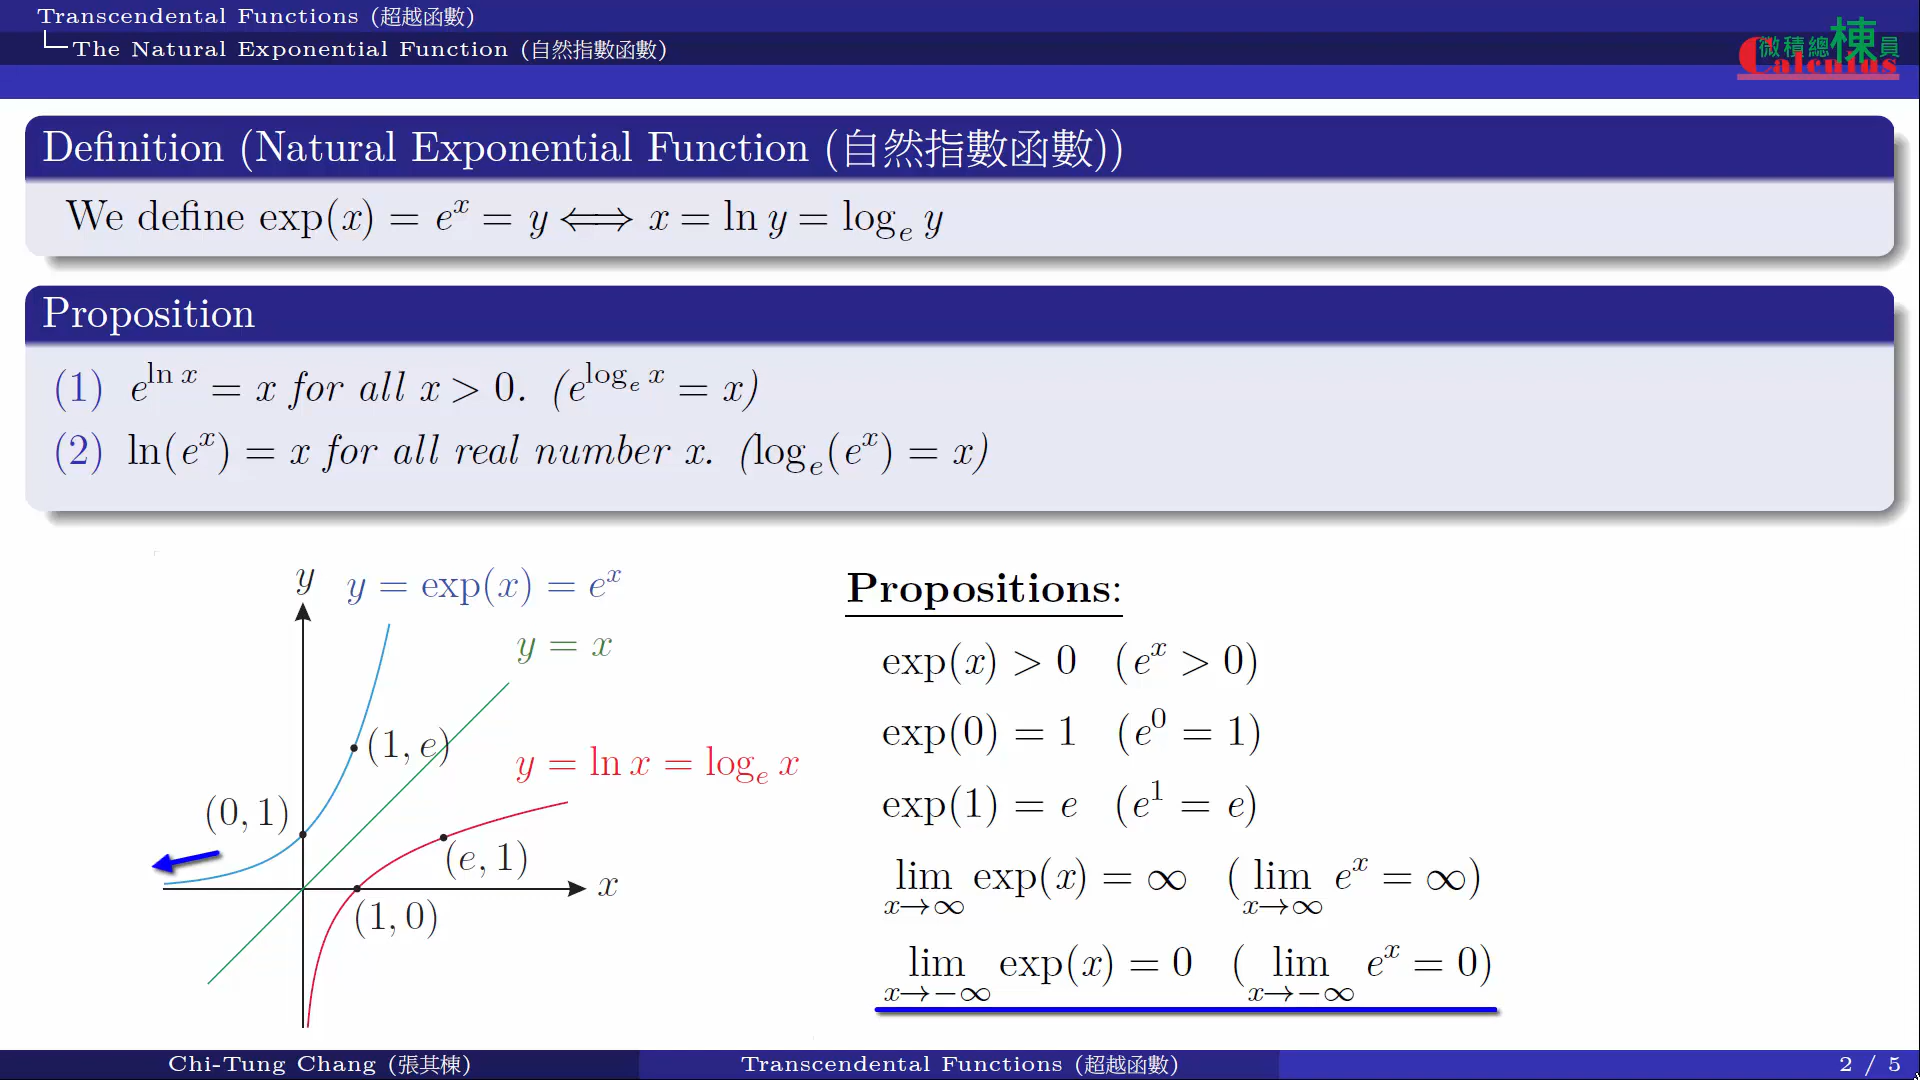 Transcendental Functions (超越函數)
The Natural Exponential Function (自然指數函數)
微積總棟員
Calculus
Definition (Natural Exponential Function (自然指數函數))
We define exp(x) = e^x = y ⟺ x = ln y = log_e y
Proposition
(1) e^{ln x} = x for all x > 0. (e^{log_e x} = x)
(2) ln(e^x) = x for all real number x. (log_e(e^x) = x)
y
y = exp(x) = e^x
y = x
(1, e)
y = ln x = log_e x
(0, 1)
(e, 1)
x
(1, 0)
Propositions:
exp(x) > 0 (e^x > 0)
exp(0) = 1 (e^0 = 1)
exp(1) = e (e^1 = e)
lim_{x→∞} exp(x) = ∞ (lim_{x→∞} e^x = ∞)
lim_{x→−∞} exp(x) = 0 (lim_{x→−∞} e^x = 0)
Chi-Tung Chang (張其棟)
Transcendental Functions (超越函數)
2 / 5